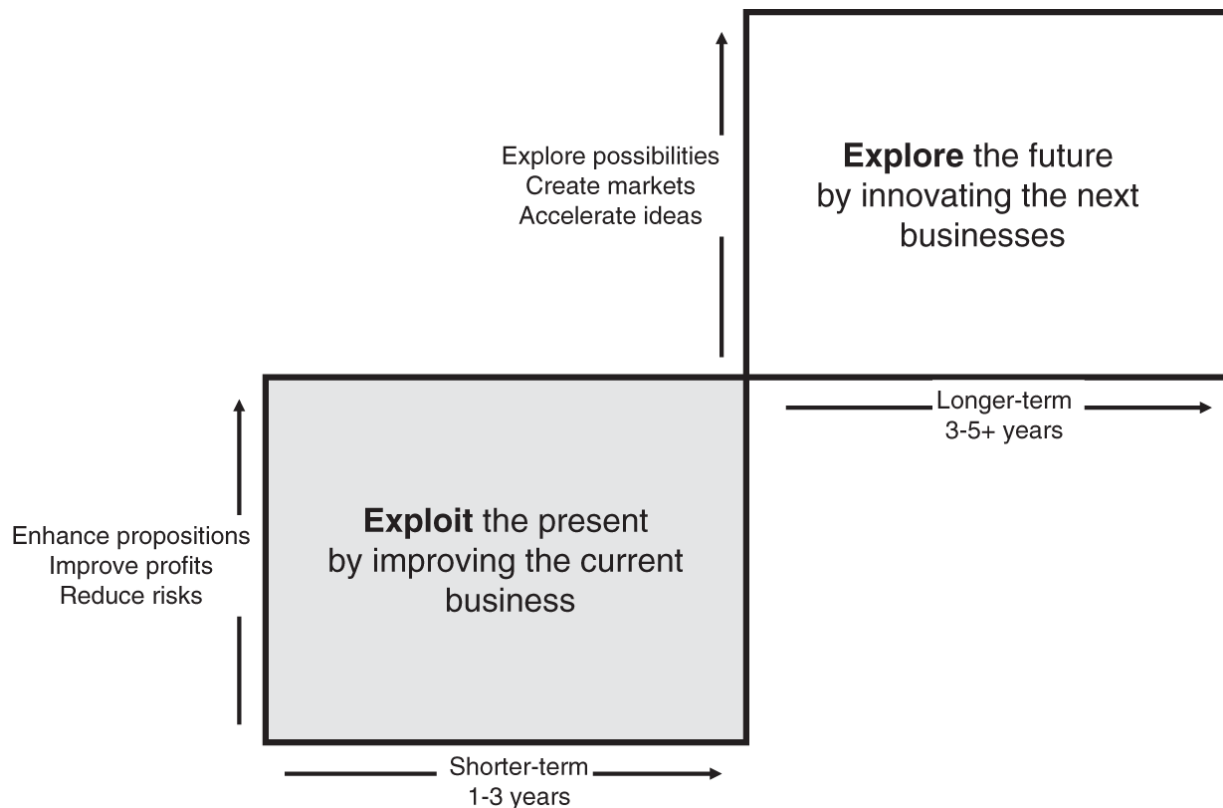 Explore possibilities
Create markets
Accelerate ideas
Explore the future
by innovating the next
businesses
Longer-term
3-5+ years
Enhance propositions
Improve profits
Reduce risks
Exploit the present
by improving the current
business
Shorter-term
1-3 years